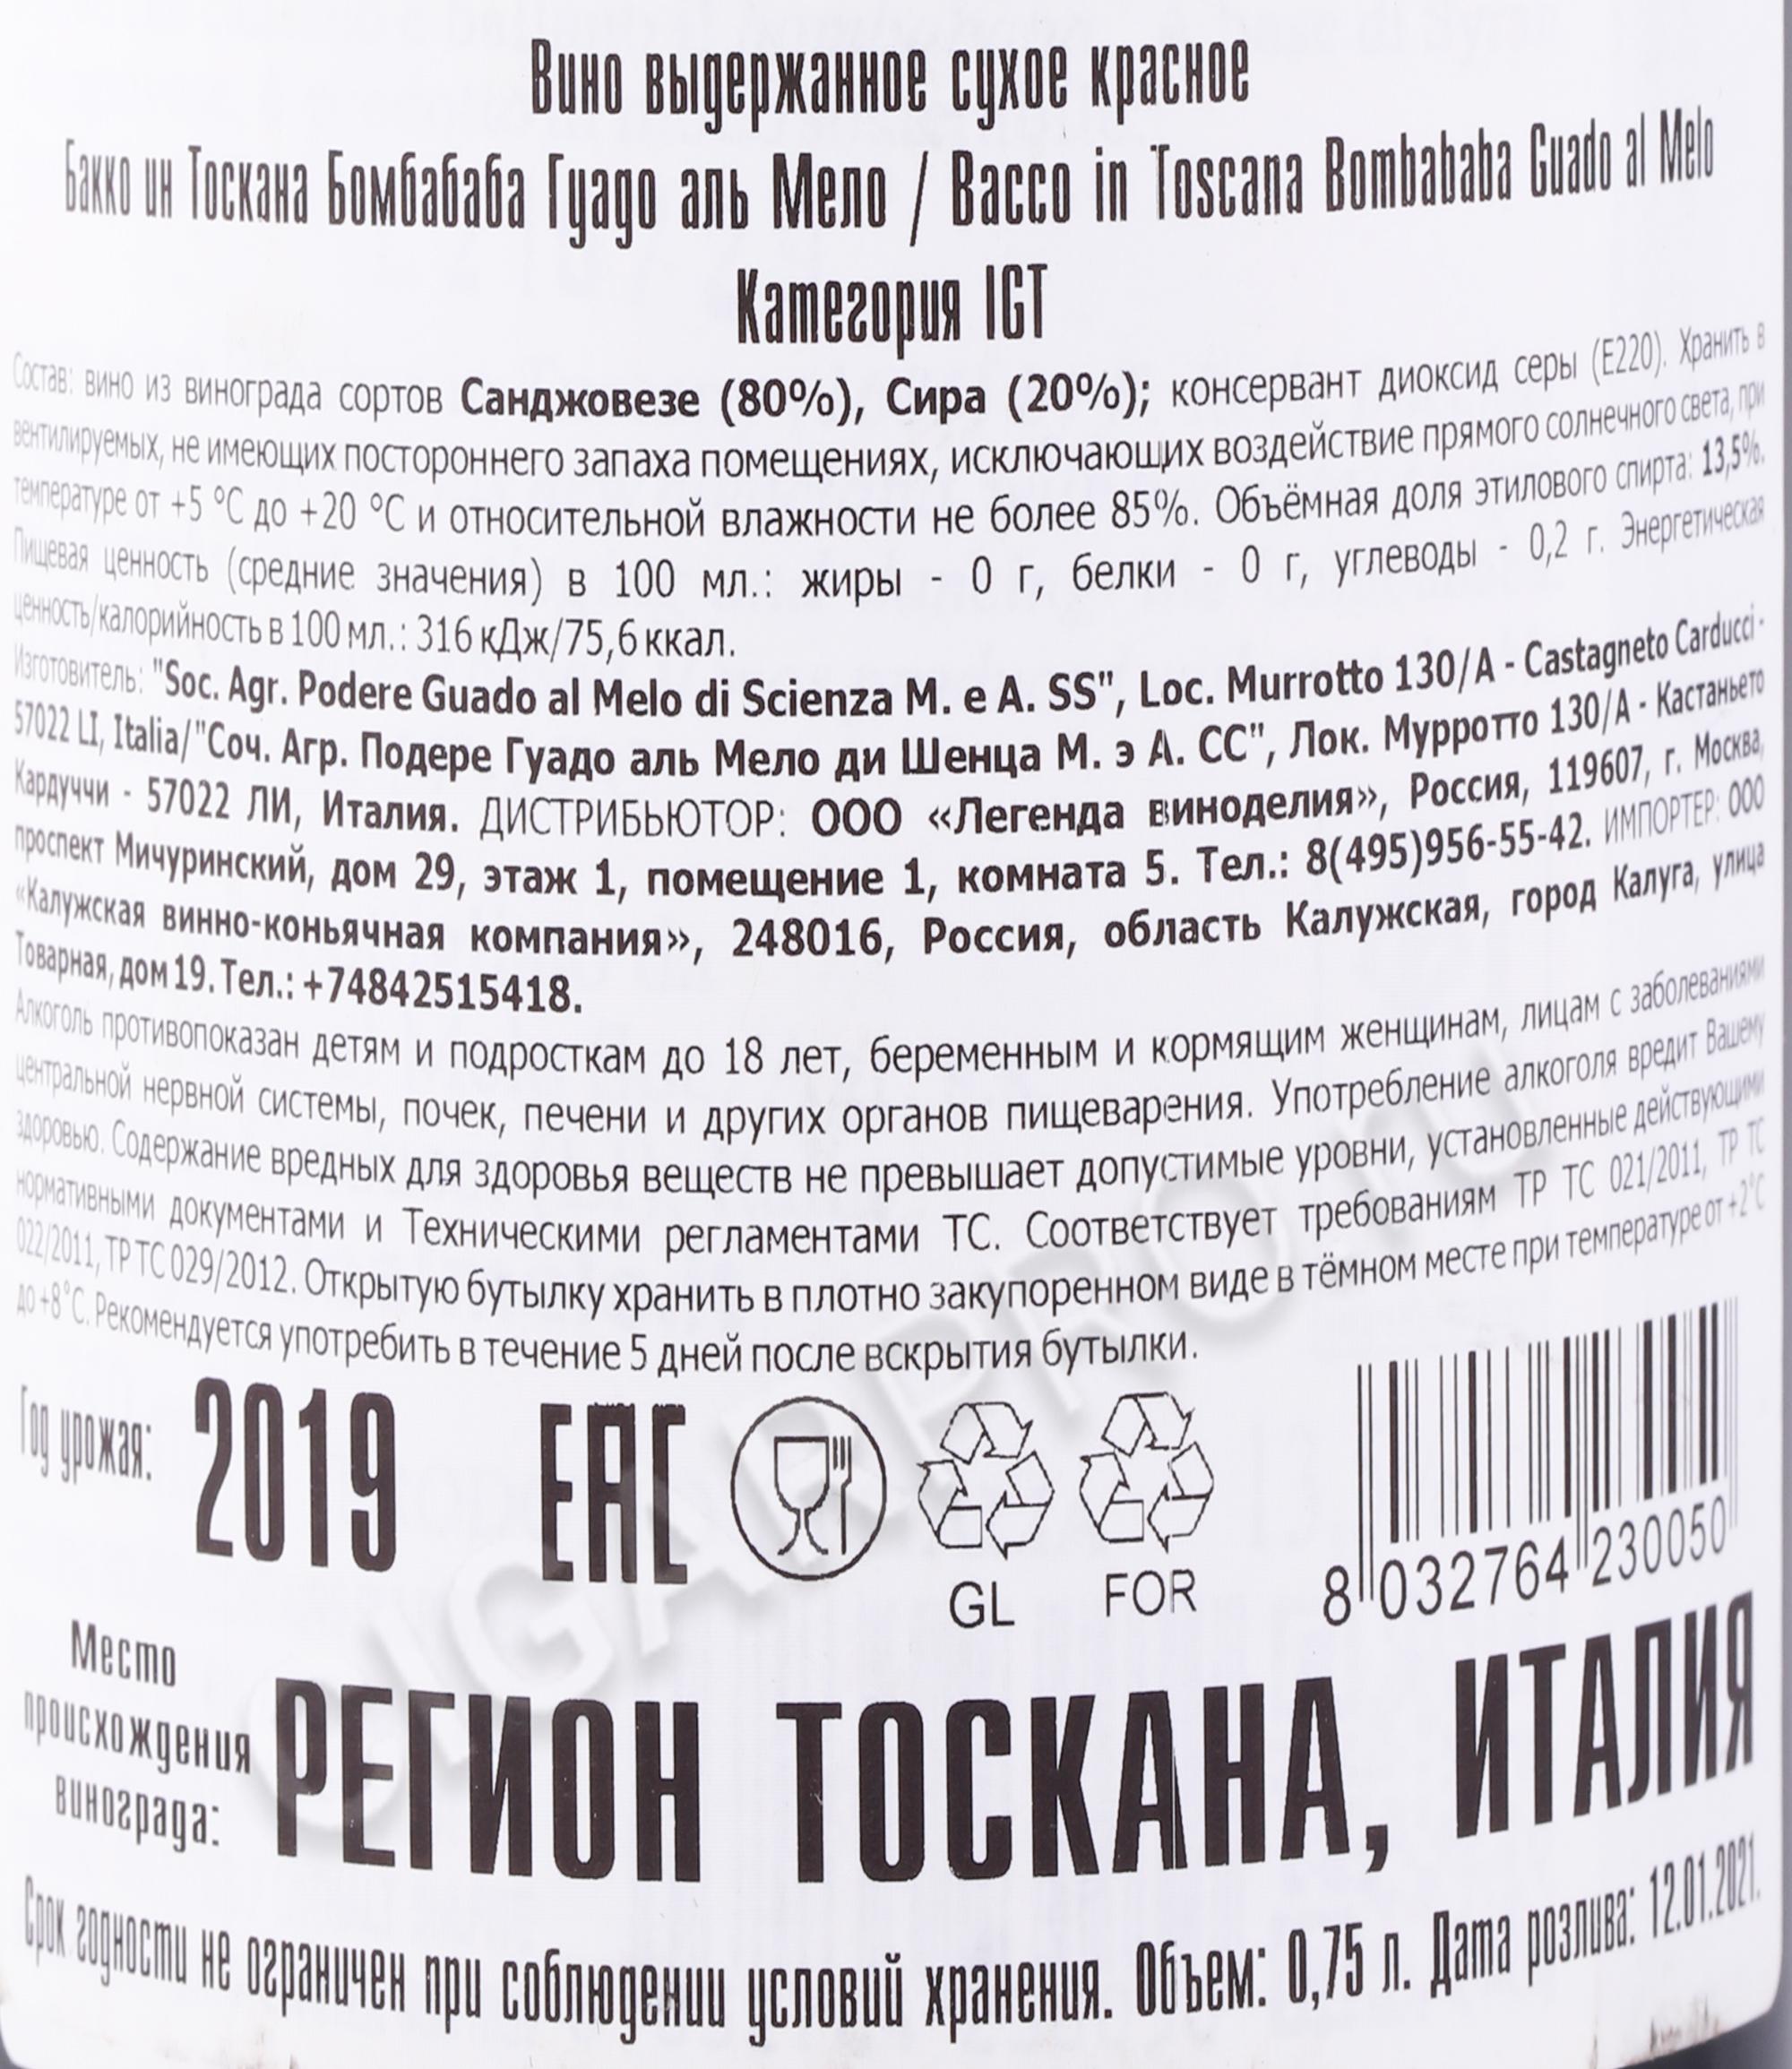 Вино выдержанное сухое красное
Бакко ин Тоскана Бомбабаба Гуадо аль Мело / Bacco in Toscana Bombababa Guado al Melo
Категория IGT
Состав: вино из винограда сортов Санджовезе (80%), Сира (20%); консервант диоксид серы (Е220). Хранить в
вентилируемых, не имеющих постороннего запаха помещениях, исключающих воздействие прямого солнечного света, при
температуре от +5 °С до +20 °С и относительной влажности не более 85%. Объёмная доля этилового спирта: 13,5%.
Пищевая ценность (средние значения) в 100 мл.: жиры - 0 г, белки - 0 г, углеводы - 0,2 г. Энергетическая
ценность/калорийность в 100 мл.: 316 кДж/75,6 ккал.
Изготовитель: "Soc. Agr. Podere Guado al Melo di Scienza M. e A. SS", Loc. Murrotto 130/A - Castagneto Carducci -
57022 LI, Italia/"Соч. Агр. Подере Гуадо аль Мело ди Шенца М. э А. СС", Лок. Мурротто 130/А - Кастаньето
Кардуччи - 57022 ЛИ, Италия. ДИСТРИБЬЮТОР: ООО «Легенда виноделия», Россия, 119607, г. Москва,
проспект Мичуринский, дом 29, этаж 1, помещение 1, комната 5. Тел.: 8(495)956-55-42. ИМПОРТЕР: ООО
«Калужская винно-коньячная компания», 248016, Россия, область Калужская, город Калуга, улица
Товарная, дом 19. Тел.: +74842515418.
Алкоголь противопоказан детям и подросткам до 18 лет, беременным и кормящим женщинам, лицам с заболеваниями
центральной нервной системы, почек, печени и других органов пищеварения. Употребление алкоголя вредит Вашему
здоровью. Содержание вредных для здоровья веществ не превышает допустимые уровни, установленные действующими
нормативными документами и Техническими регламентами ТС. Соответствует требованиям ТР ТС 021/2011, ТР ТС
022/2011, ТР ТС 029/2012. Открытую бутылку хранить в плотно закупоренном виде в тёмном месте при температуре от +2°С
до +8°С. Рекомендуется употребить в течение 5 дней после вскрытия бутылки.
Год урожая: 2019 EAC
GL FOR
8 032764 230050
Место
происхождения
винограда:
РЕГИОН ТОСКАНА, ИТАЛИЯ
Срок годности не ограничен при соблюдении условий хранения. Объем: 0,75 л. Дата розлива: 12.01.2021.
CIGARPRO.ru